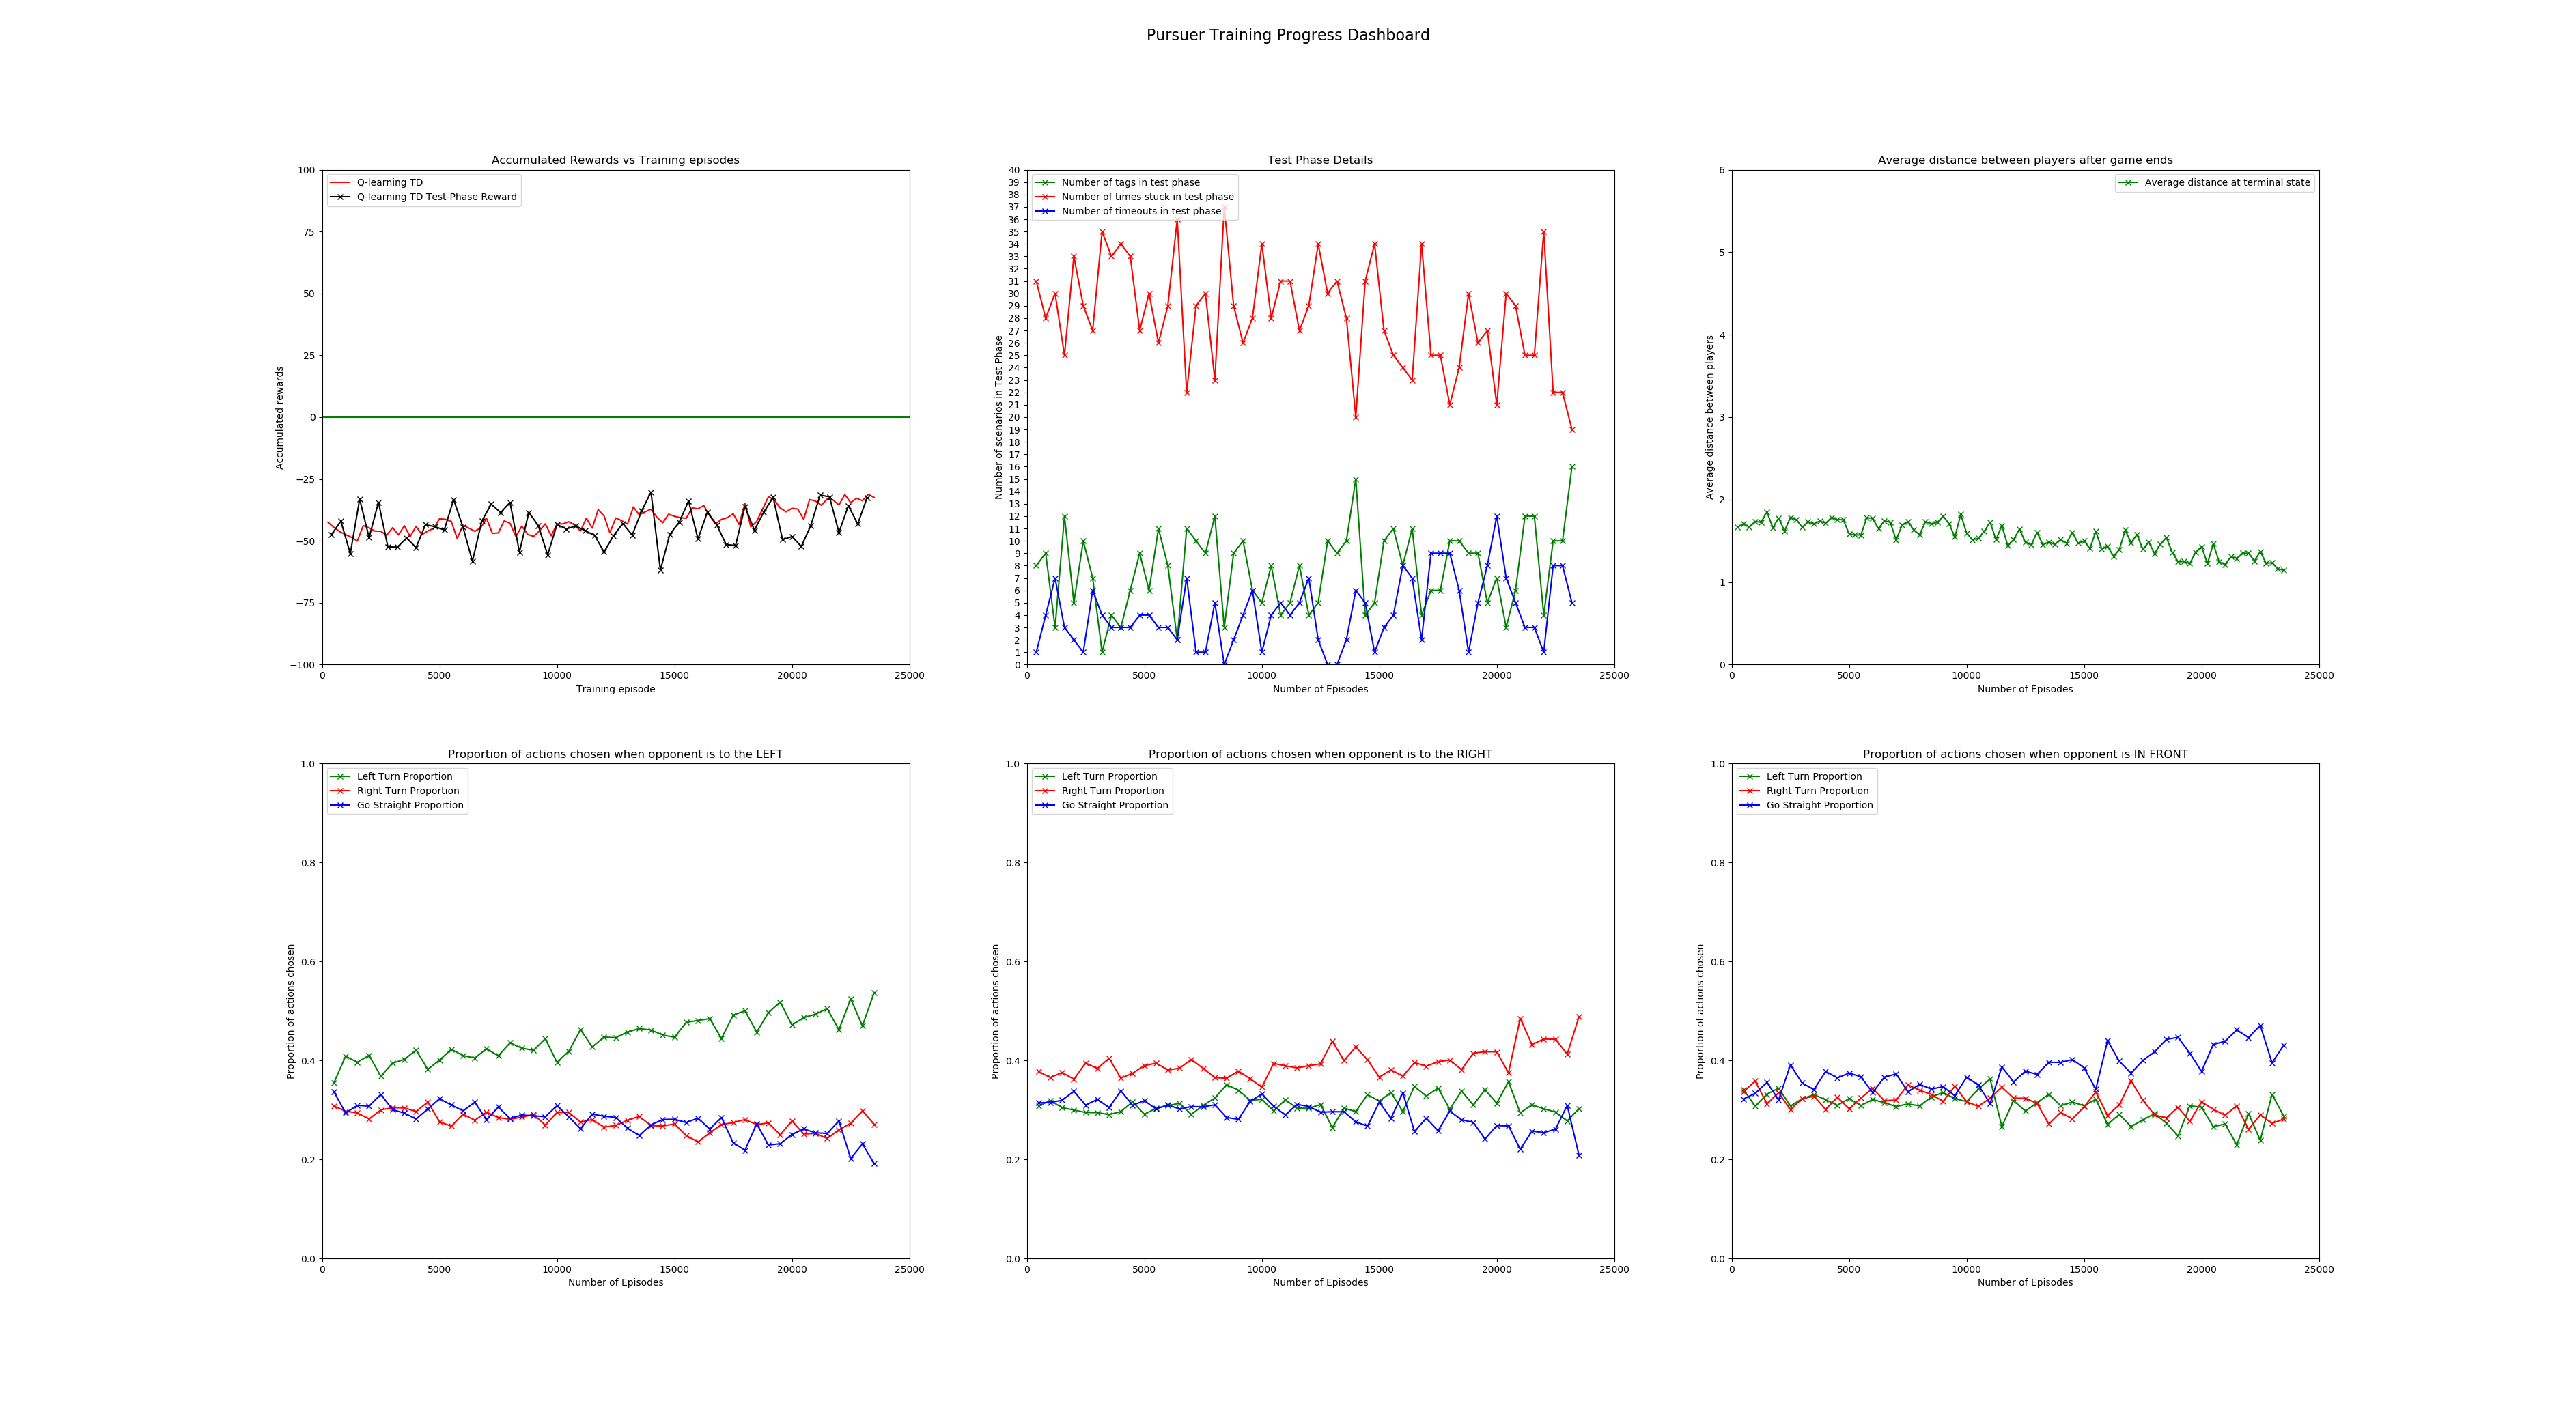 Pursuer Training Progress Dashboard
Accumulated Rewards vs Training episodes
Q-learning TD
Q-learning TD Test-Phase Reward
100
75
50
25
0
−25
−50
−75
−100
Accumulated rewards
0 5000 10000 15000 20000 25000
Training episode
Test Phase Details
Number of tags in test phase
Number of times stuck in test phase
Number of timeouts in test phase
40
39
38
37
36
35
34
33
32
31
30
29
28
27
26
25
24
23
22
21
20
19
18
17
16
15
14
13
12
11
10
9
8
7
6
5
4
3
2
1
0
Number of scenarios in Test Phase
0 5000 10000 15000 20000 25000
Number of Episodes
Average distance between players after game ends
Average distance at terminal state
6
5
4
3
2
1
0
Average distance between players
0 5000 10000 15000 20000 25000
Number of Episodes
Proportion of actions chosen when opponent is to the LEFT
Left Turn Proportion
Right Turn Proportion
Go Straight Proportion
1.0
0.8
0.6
0.4
0.2
0.0
Proportion of actions chosen
0 5000 10000 15000 20000 25000
Number of Episodes
Proportion of actions chosen when opponent is to the RIGHT
Left Turn Proportion
Right Turn Proportion
Go Straight Proportion
1.0
0.8
0.6
0.4
0.2
0.0
Proportion of actions chosen
0 5000 10000 15000 20000 25000
Number of Episodes
Proportion of actions chosen when opponent is IN FRONT
Left Turn Proportion
Right Turn Proportion
Go Straight Proportion
1.0
0.8
0.6
0.4
0.2
0.0
Proportion of actions chosen
0 5000 10000 15000 20000 25000
Number of Episodes